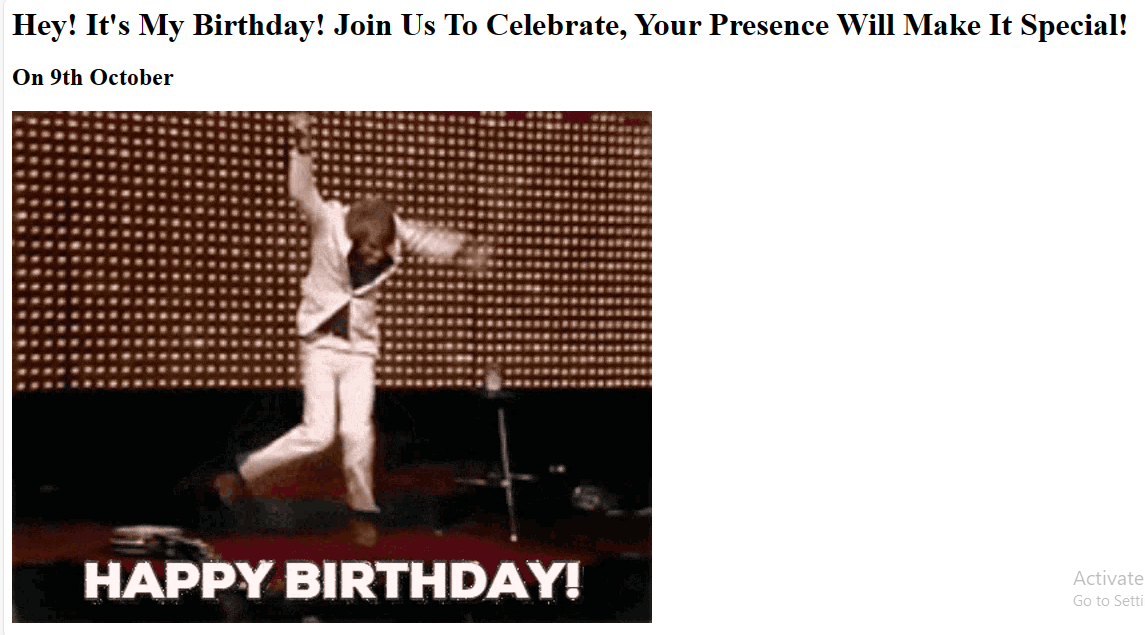 Hey! It's My Birthday! Join Us To Celebrate, Your Presence Will Make It Special!
On 9th October
HAPPY BIRTHDAY!
Activate
Go to Setti